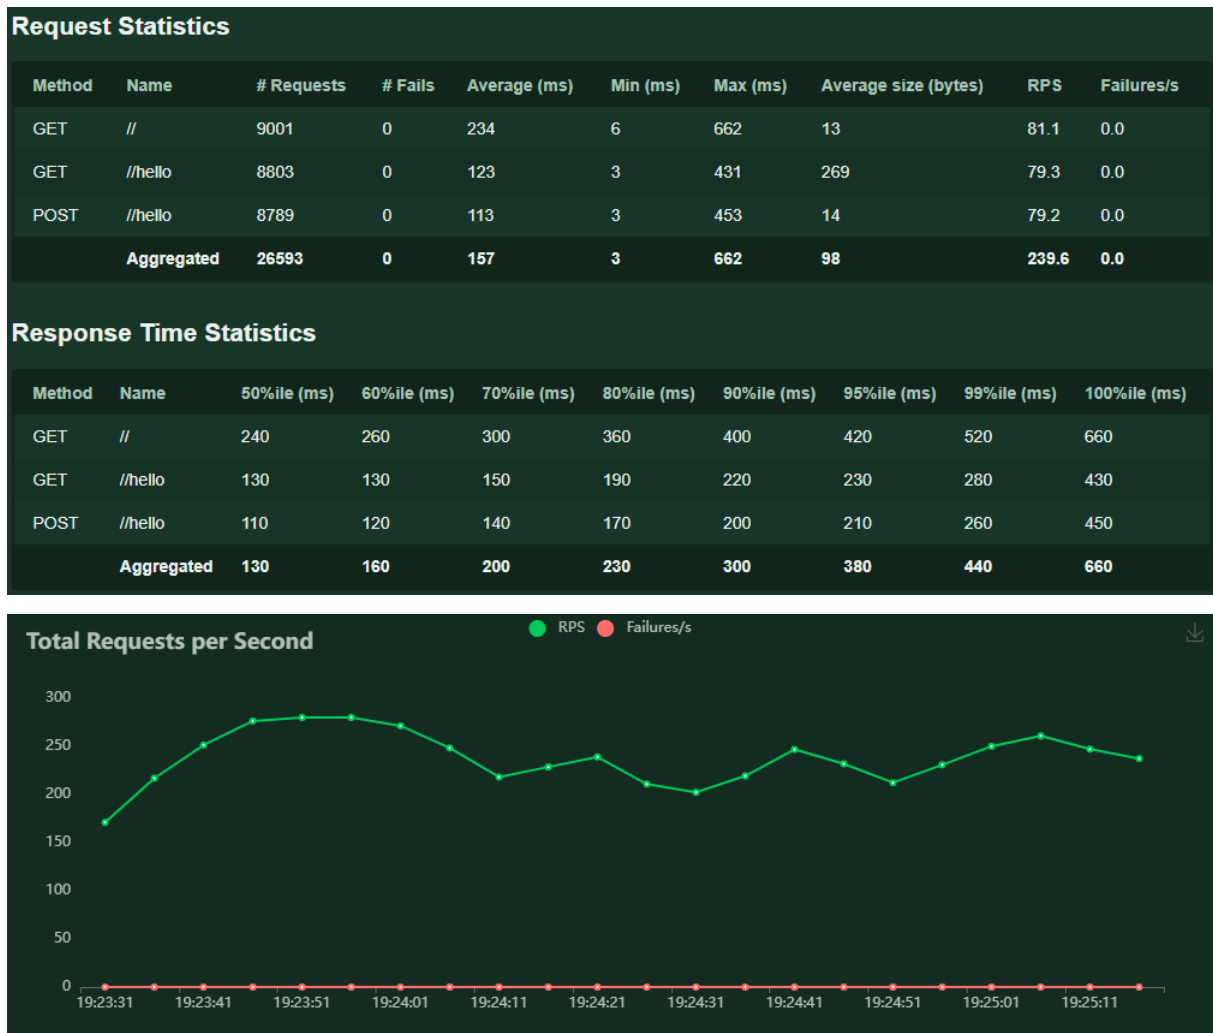 Request Statistics
Method Name # Requests # Fails Average (ms) Min (ms) Max (ms) Average size (bytes) RPS Failures/s
GET // 9001 0 234 6 662 13 81.1 0.0
GET //hello 8803 0 123 3 431 269 79.3 0.0
POST //hello 8789 0 113 3 453 14 79.2 0.0
Aggregated 26593 0 157 3 662 98 239.6 0.0
Response Time Statistics
Method Name 50%ile (ms) 60%ile (ms) 70%ile (ms) 80%ile (ms) 90%ile (ms) 95%ile (ms) 99%ile (ms) 100%ile (ms)
GET // 240 260 300 360 400 420 520 660
GET //hello 130 130 150 190 220 230 280 430
POST //hello 110 120 140 170 200 210 260 450
Aggregated 130 160 200 230 300 380 440 660
Total Requests per Second
RPS Failures/s
300
250
200
150
100
50
0
19:23:31 19:23:41 19:23:51 19:24:01 19:24:11 19:24:21 19:24:31 19:24:41 19:24:51 19:25:01 19:25:11